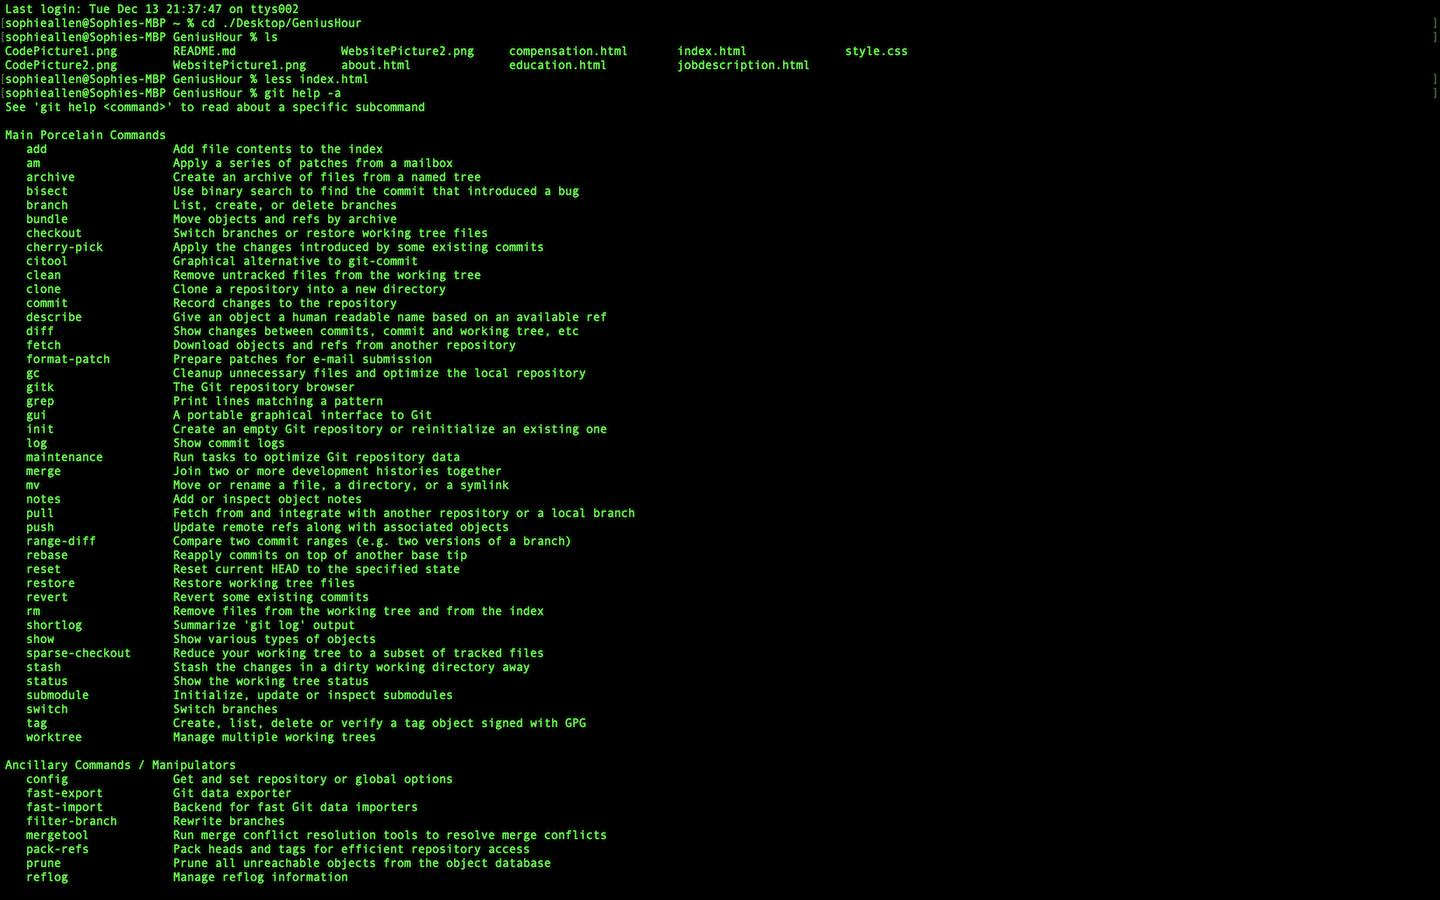 Last login: Tue Dec 13 21:37:47 on ttys002
[sophieallen@Sophies-MBP ~ % cd ./Desktop/GeniusHour ]
[sophieallen@Sophies-MBP GeniusHour % ls ]
CodePicture1.png README.md WebsitePicture2.png compensation.html index.html style.css
CodePicture2.png WebsitePicture1.png about.html education.html jobdescription.html
[sophieallen@Sophies-MBP GeniusHour % less index.html ]
[sophieallen@Sophies-MBP GeniusHour % git help -a ]
See 'git help <command>' to read about a specific subcommand
Main Porcelain Commands
add Add file contents to the index
am Apply a series of patches from a mailbox
archive Create an archive of files from a named tree
bisect Use binary search to find the commit that introduced a bug
branch List, create, or delete branches
bundle Move objects and refs by archive
checkout Switch branches or restore working tree files
cherry-pick Apply the changes introduced by some existing commits
citool Graphical alternative to git-commit
clean Remove untracked files from the working tree
clone Clone a repository into a new directory
commit Record changes to the repository
describe Give an object a human readable name based on an available ref
diff Show changes between commits, commit and working tree, etc
fetch Download objects and refs from another repository
format-patch Prepare patches for e-mail submission
gc Cleanup unnecessary files and optimize the local repository
gitk The Git repository browser
grep Print lines matching a pattern
gui A portable graphical interface to Git
init Create an empty Git repository or reinitialize an existing one
log Show commit logs
maintenance Run tasks to optimize Git repository data
merge Join two or more development histories together
mv Move or rename a file, a directory, or a symlink
notes Add or inspect object notes
pull Fetch from and integrate with another repository or a local branch
push Update remote refs along with associated objects
range-diff Compare two commit ranges (e.g. two versions of a branch)
rebase Reapply commits on top of another base tip
reset Reset current HEAD to the specified state
restore Restore working tree files
revert Revert some existing commits
rm Remove files from the working tree and from the index
shortlog Summarize 'git log' output
show Show various types of objects
sparse-checkout Reduce your working tree to a subset of tracked files
stash Stash the changes in a dirty working directory away
status Show the working tree status
submodule Initialize, update or inspect submodules
switch Switch branches
tag Create, list, delete or verify a tag object signed with GPG
worktree Manage multiple working trees
Ancillary Commands / Manipulators
config Get and set repository or global options
fast-export Git data exporter
fast-import Backend for fast Git data importers
filter-branch Rewrite branches
mergetool Run merge conflict resolution tools to resolve merge conflicts
pack-refs Pack heads and tags for efficient repository access
prune Prune all unreachable objects from the object database
reflog Manage reflog information